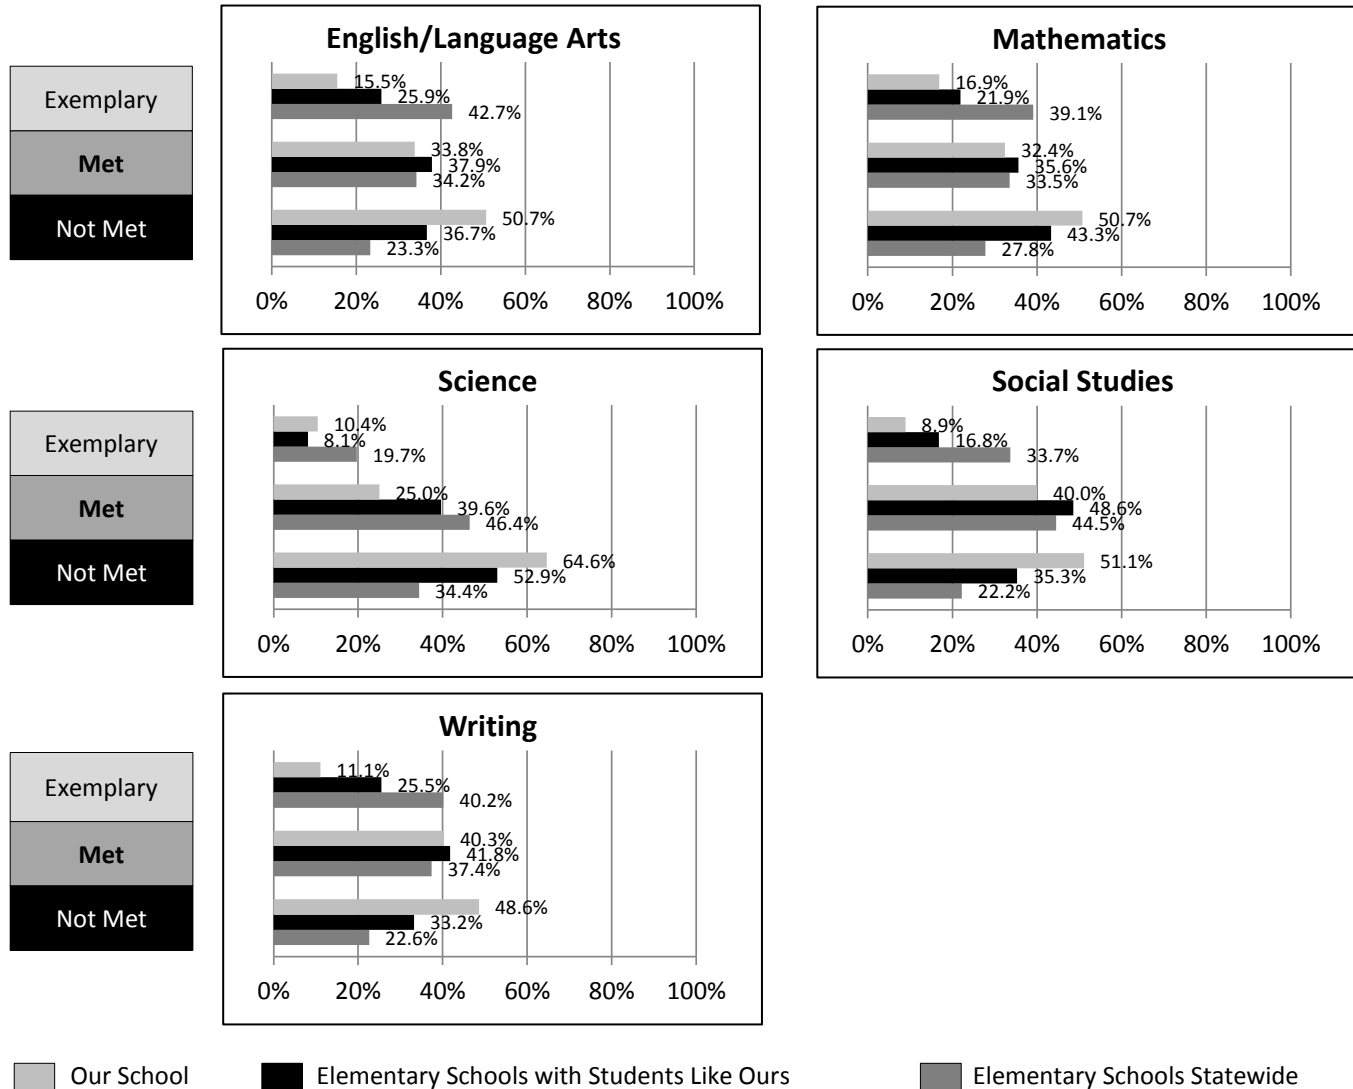 English/Language Arts
Exemplary
Met
Not Met
15.5%
25.9%
42.7%
33.8%
37.9%
34.2%
50.7%
36.7%
23.3%
0% 20% 40% 60% 80% 100%
Mathematics
16.9%
21.9%
39.1%
32.4%
35.6%
33.5%
50.7%
43.3%
27.8%
0% 20% 40% 60% 80% 100%
Science
Exemplary
Met
Not Met
10.4%
8.1%
19.7%
25.0%
39.6%
46.4%
64.6%
52.9%
34.4%
0% 20% 40% 60% 80% 100%
Social Studies
8.9%
16.8%
33.7%
40.0%
48.6%
44.5%
51.1%
35.3%
22.2%
0% 20% 40% 60% 80% 100%
Writing
Exemplary
Met
Not Met
11.1%
25.5%
40.2%
40.3%
41.8%
37.4%
48.6%
33.2%
22.6%
0% 20% 40% 60% 80% 100%
Our School Elementary Schools with Students Like Ours Elementary Schools Statewide